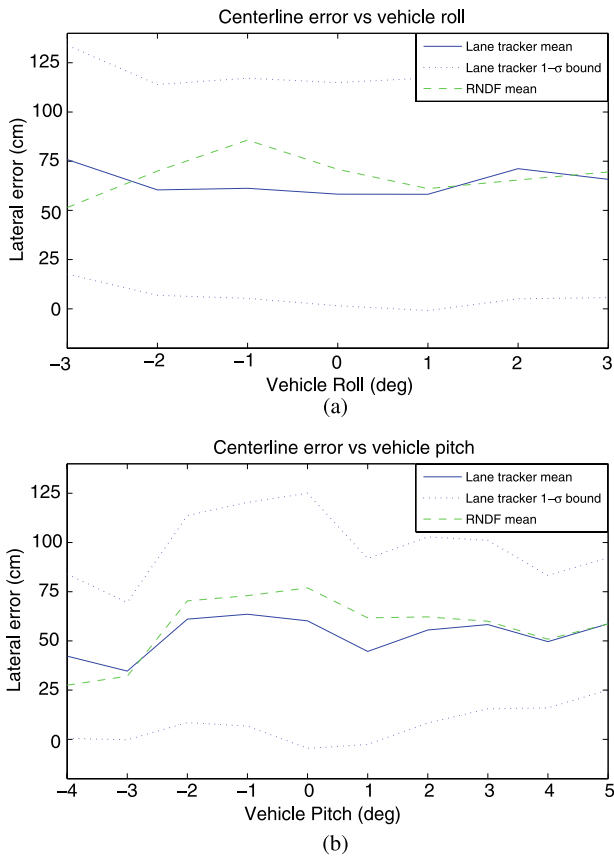 Centerline error vs vehicle roll
Lane tracker mean
Lane tracker 1−σ bound
RNDF mean
Lateral error (cm)
125
100
75
50
25
0
−3
−2
−1
0
1
2
3
Vehicle Roll (deg)
(a)
Centerline error vs vehicle pitch
Lane tracker mean
Lane tracker 1−σ bound
RNDF mean
Lateral error (cm)
125
100
75
50
25
0
−4
−3
−2
−1
0
1
2
3
4
5
Vehicle Pitch (deg)
(b)